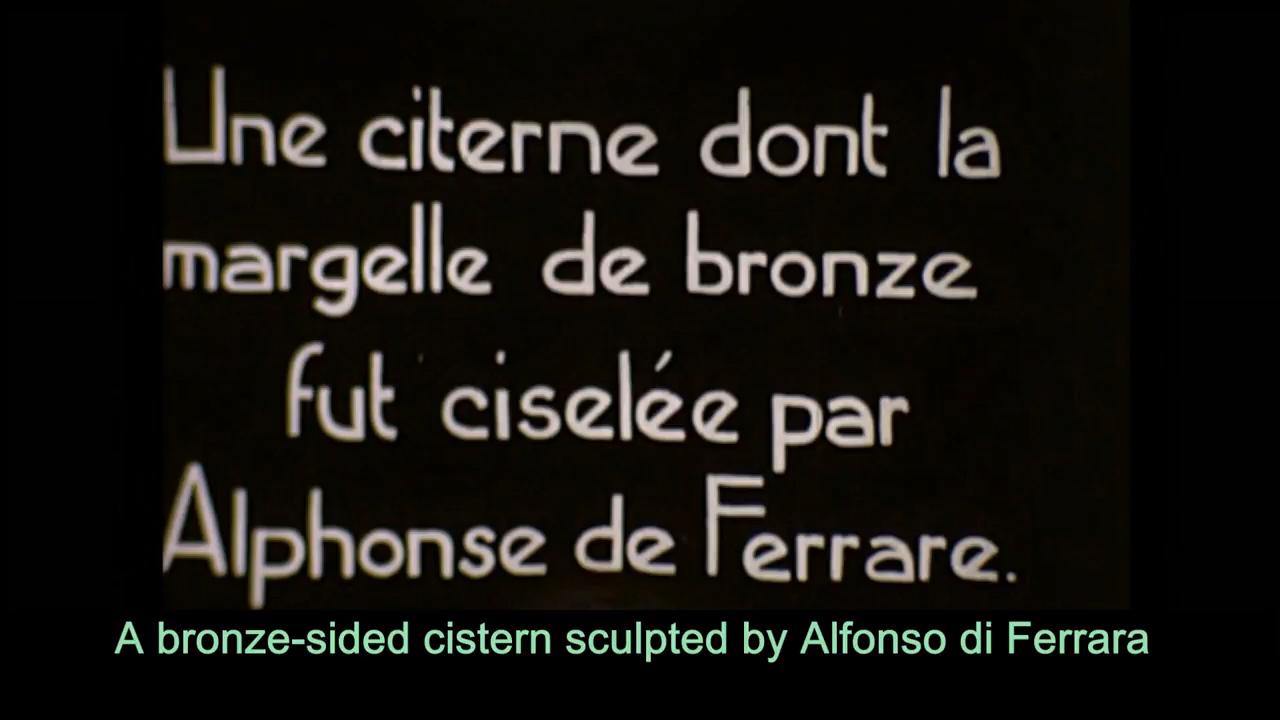 Une citerne dont la
margelle de bronze
fut ciselée par
Alphonse de Ferrare.
A bronze-sided cistern sculpted by Alfonso di Ferrara